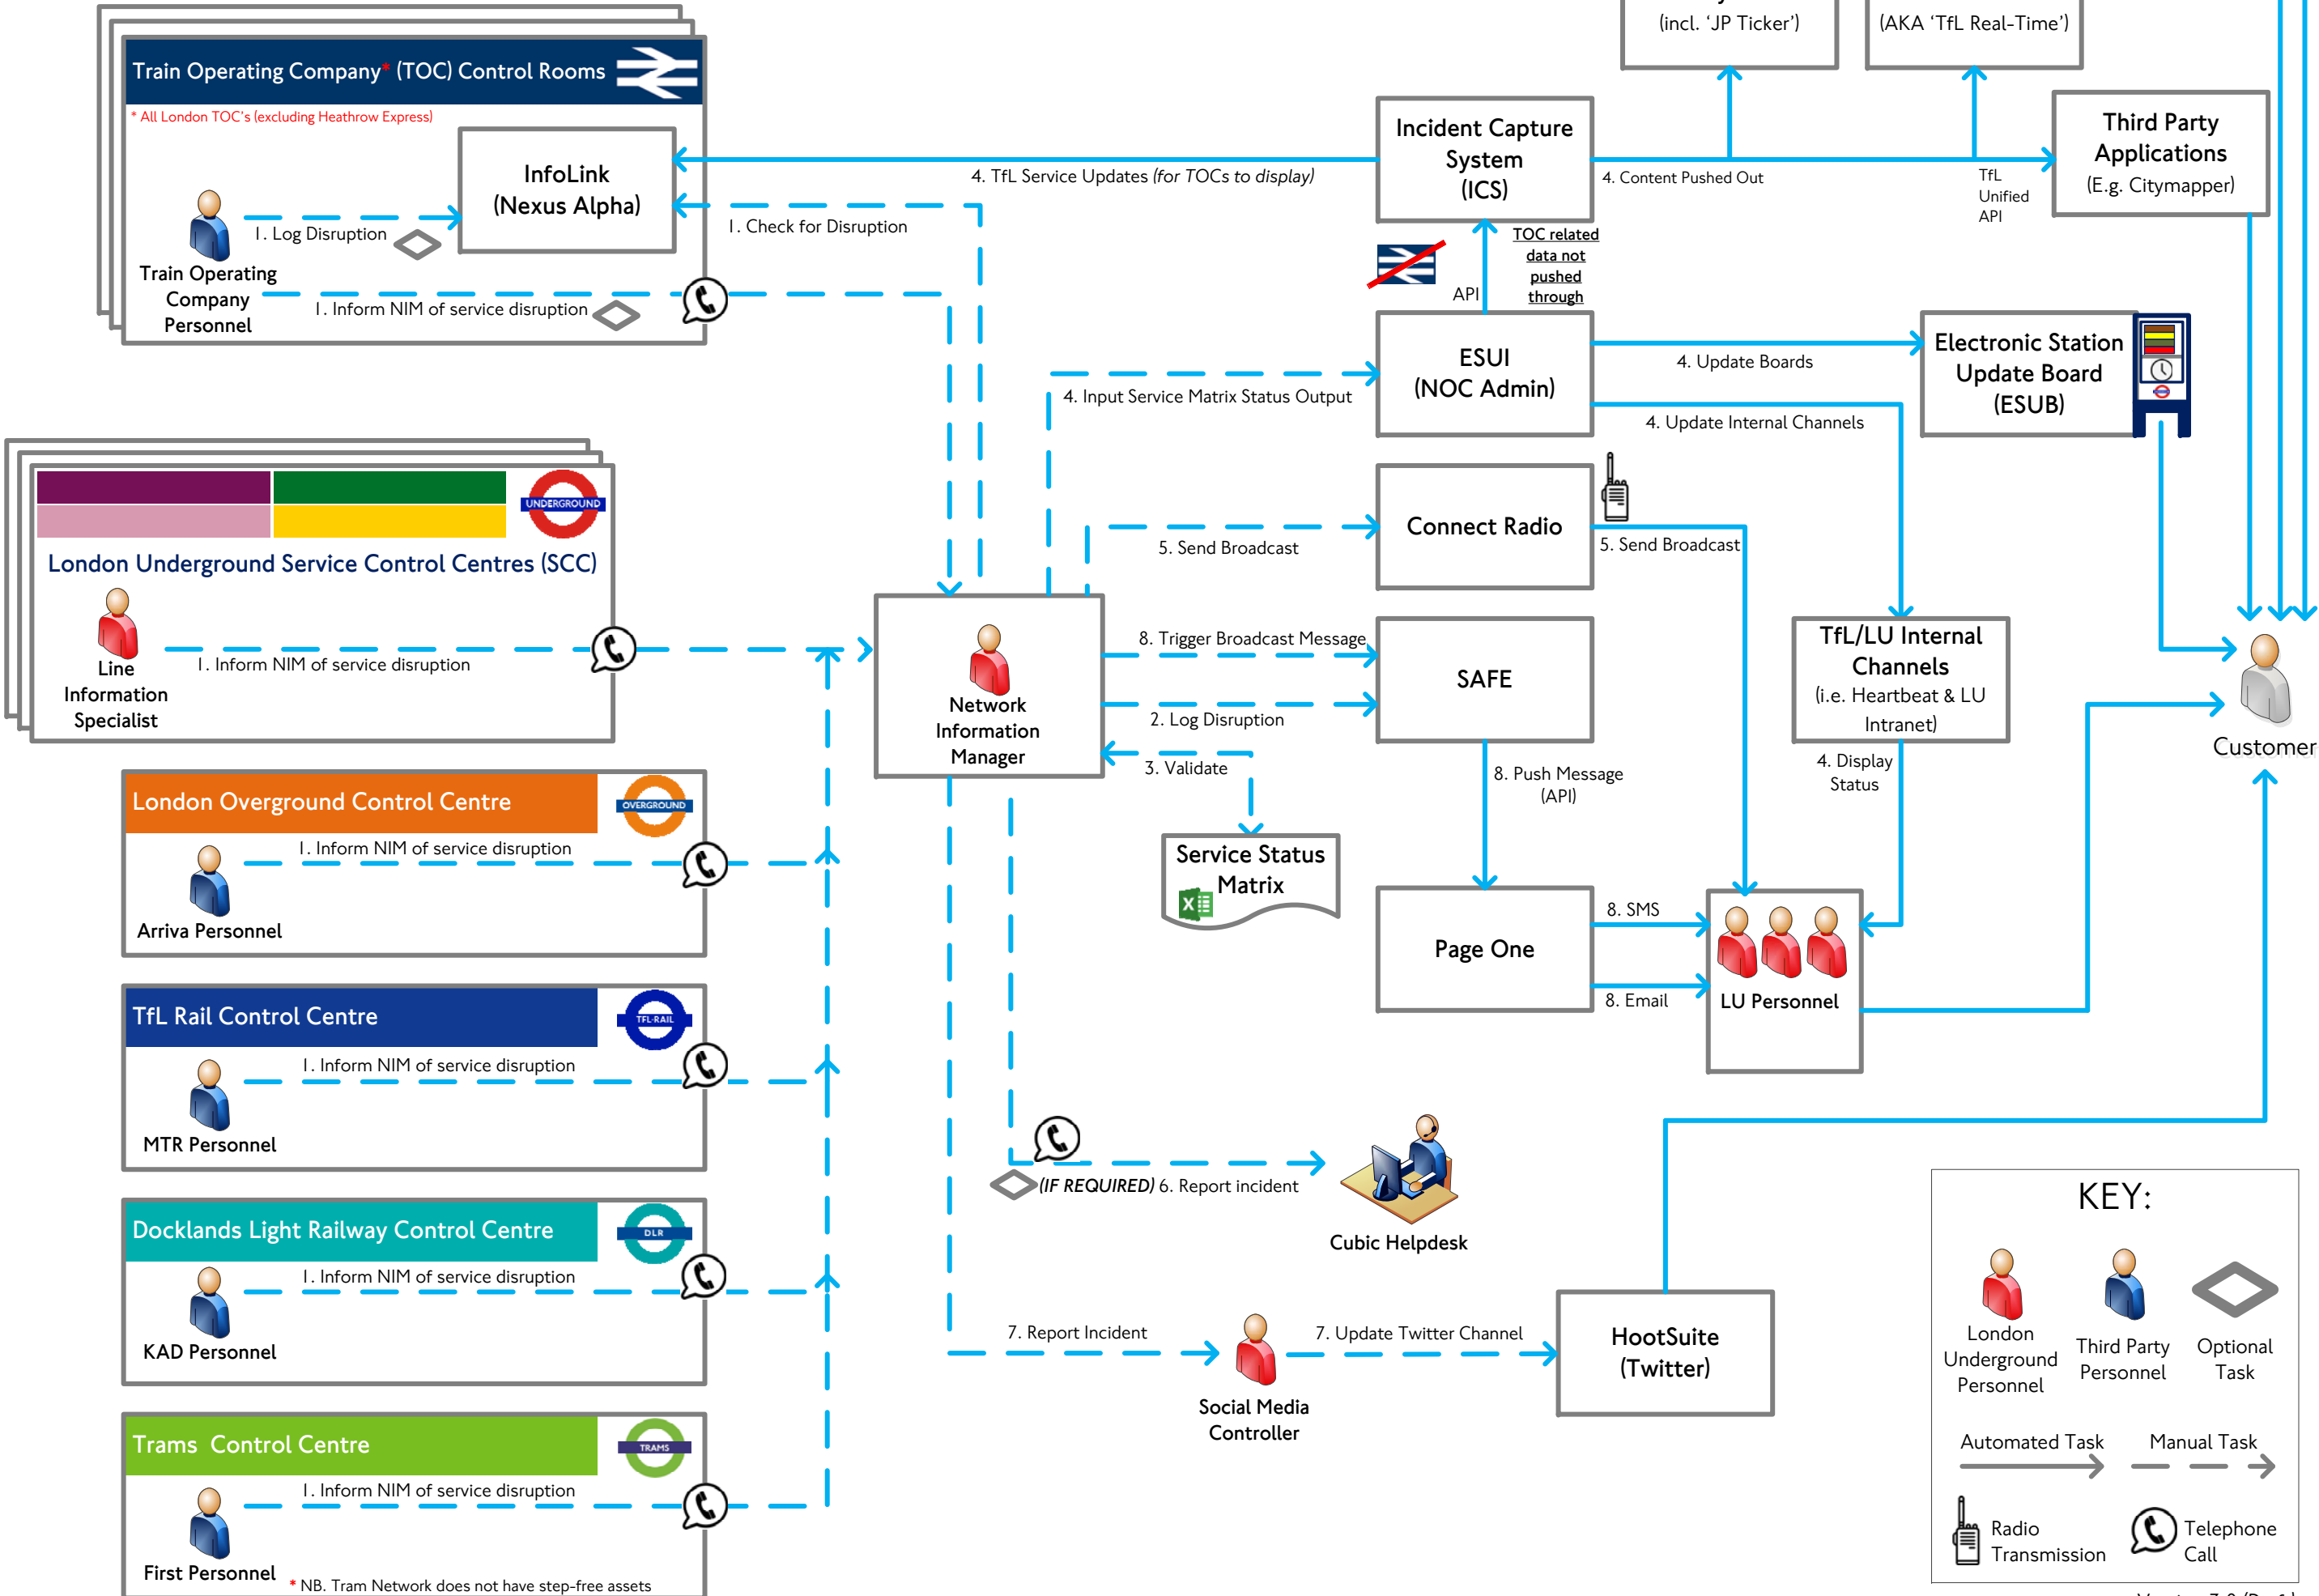 (incl. 'JP Ticker')
(AKA 'TfL Real-Time')
Train Operating Company* (TOC) Control Rooms
* All London TOC's (excluding Heathrow Express)
InfoLink
(Nexus Alpha)
1. Log Disruption
Train Operating
Company
Personnel
1. Inform NIM of service disruption
4. TfL Service Updates (for TOCs to display)
1. Check for Disruption
Incident Capture
System
(ICS)
4. Content Pushed Out
TfL
Unified
API
Third Party
Applications
(E.g. Citymapper)
TOC related
data not
pushed
through
API
ESUI
(NOC Admin)
4. Input Service Matrix Status Output
4. Update Boards
4. Update Internal Channels
Electronic Station
Update Board
(ESUB)
UNDERGROUND
London Underground Service Control Centres (SCC)
Line
Information
Specialist
1. Inform NIM of service disruption
5. Send Broadcast
Connect Radio
5. Send Broadcast
Network
Information
Manager
8. Trigger Broadcast Message
2. Log Disruption
3. Validate
SAFE
8. Push Message
(API)
TfL/LU Internal
Channels
(i.e. Heartbeat & LU
Intranet)
4. Display
Status
Customer
Service Status
Matrix
Page One
8. SMS
8. Email
LU Personnel
London Overground Control Centre
OVERGROUND
1. Inform NIM of service disruption
Arriva Personnel
TfL Rail Control Centre
TFL-RAIL
1. Inform NIM of service disruption
MTR Personnel
Docklands Light Railway Control Centre
DLR
1. Inform NIM of service disruption
KAD Personnel
Trams Control Centre
TRAMS
1. Inform NIM of service disruption
First Personnel
* NB. Tram Network does not have step-free assets
(IF REQUIRED) 6. Report incident
Cubic Helpdesk
7. Report Incident
Social Media
Controller
7. Update Twitter Channel
HootSuite
(Twitter)
KEY:
London
Underground
Personnel
Third Party
Personnel
Optional
Task
Automated Task
Manual Task
Radio
Transmission
Telephone
Call